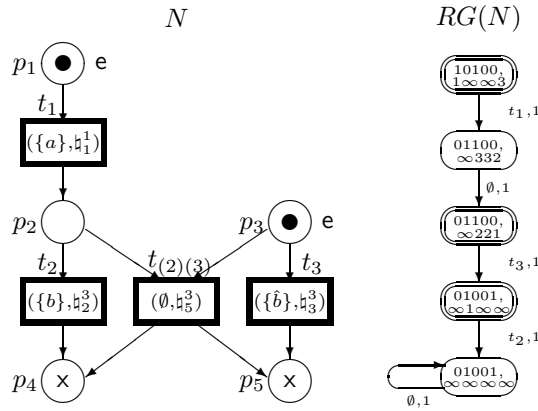 N
RG(N)
p₁ e
10100,
1∞∞3
t₁
t₁,1
({a},♮¹₁)
01100,
∞332
∅,1
p₂
p₃ e
01100,
∞221
t₂
t₍₂₎₍₃₎
t₃
t₃,1
({b},♮³₂)
(∅,♮³₅)
({b̂},♮³₃)
01001,
∞1∞∞
t₂,1
p₄ x
p₅ x
01001,
∞∞∞∞
∅,1